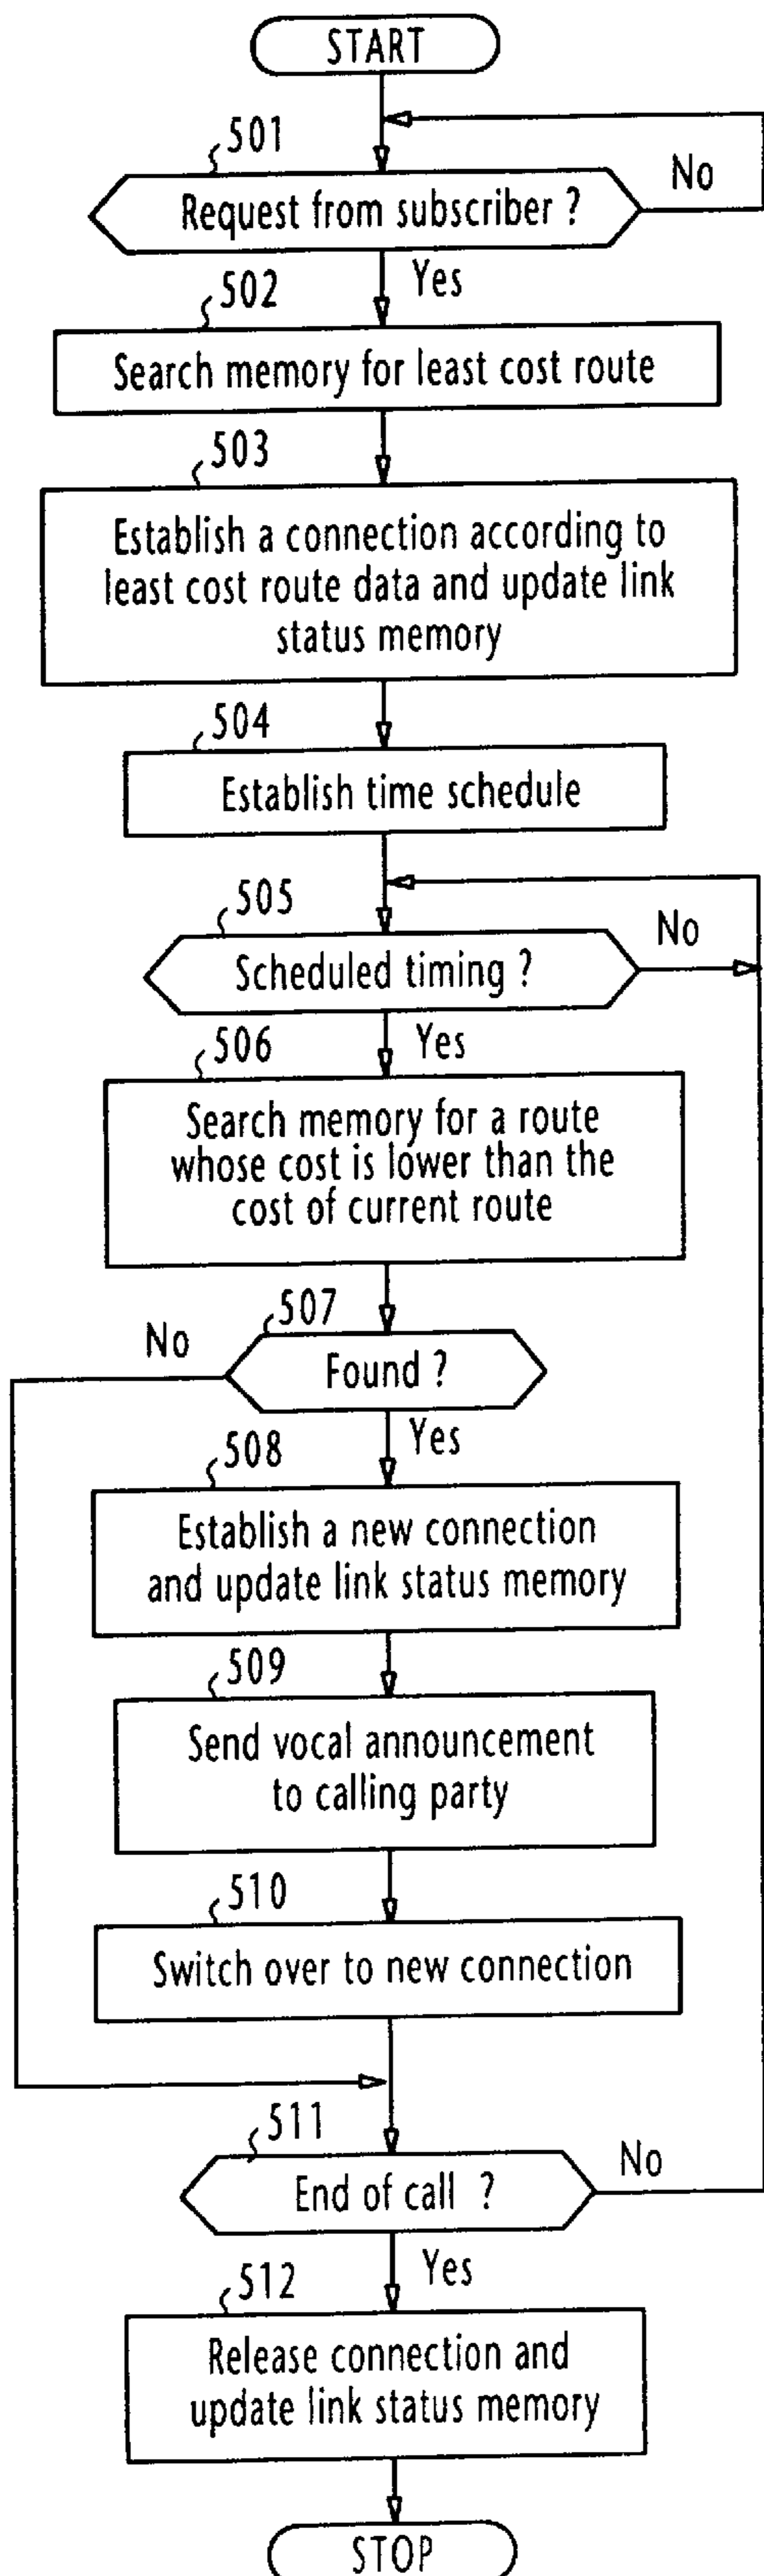 START
501
Request from subscriber ?
No
Yes
502
Search memory for least cost route
503
Establish a connection according to
least cost route data and update link
status memory
504
Establish time schedule
505
Scheduled timing ?
No
Yes
506
Search memory for a route
whose cost is lower than the
cost of current route
507
No
Found ?
Yes
508
Establish a new connection
and update link status memory
509
Send vocal announcement
to calling party
510
Switch over to new connection
511
End of call ?
No
Yes
512
Release connection and
update link status memory
STOP